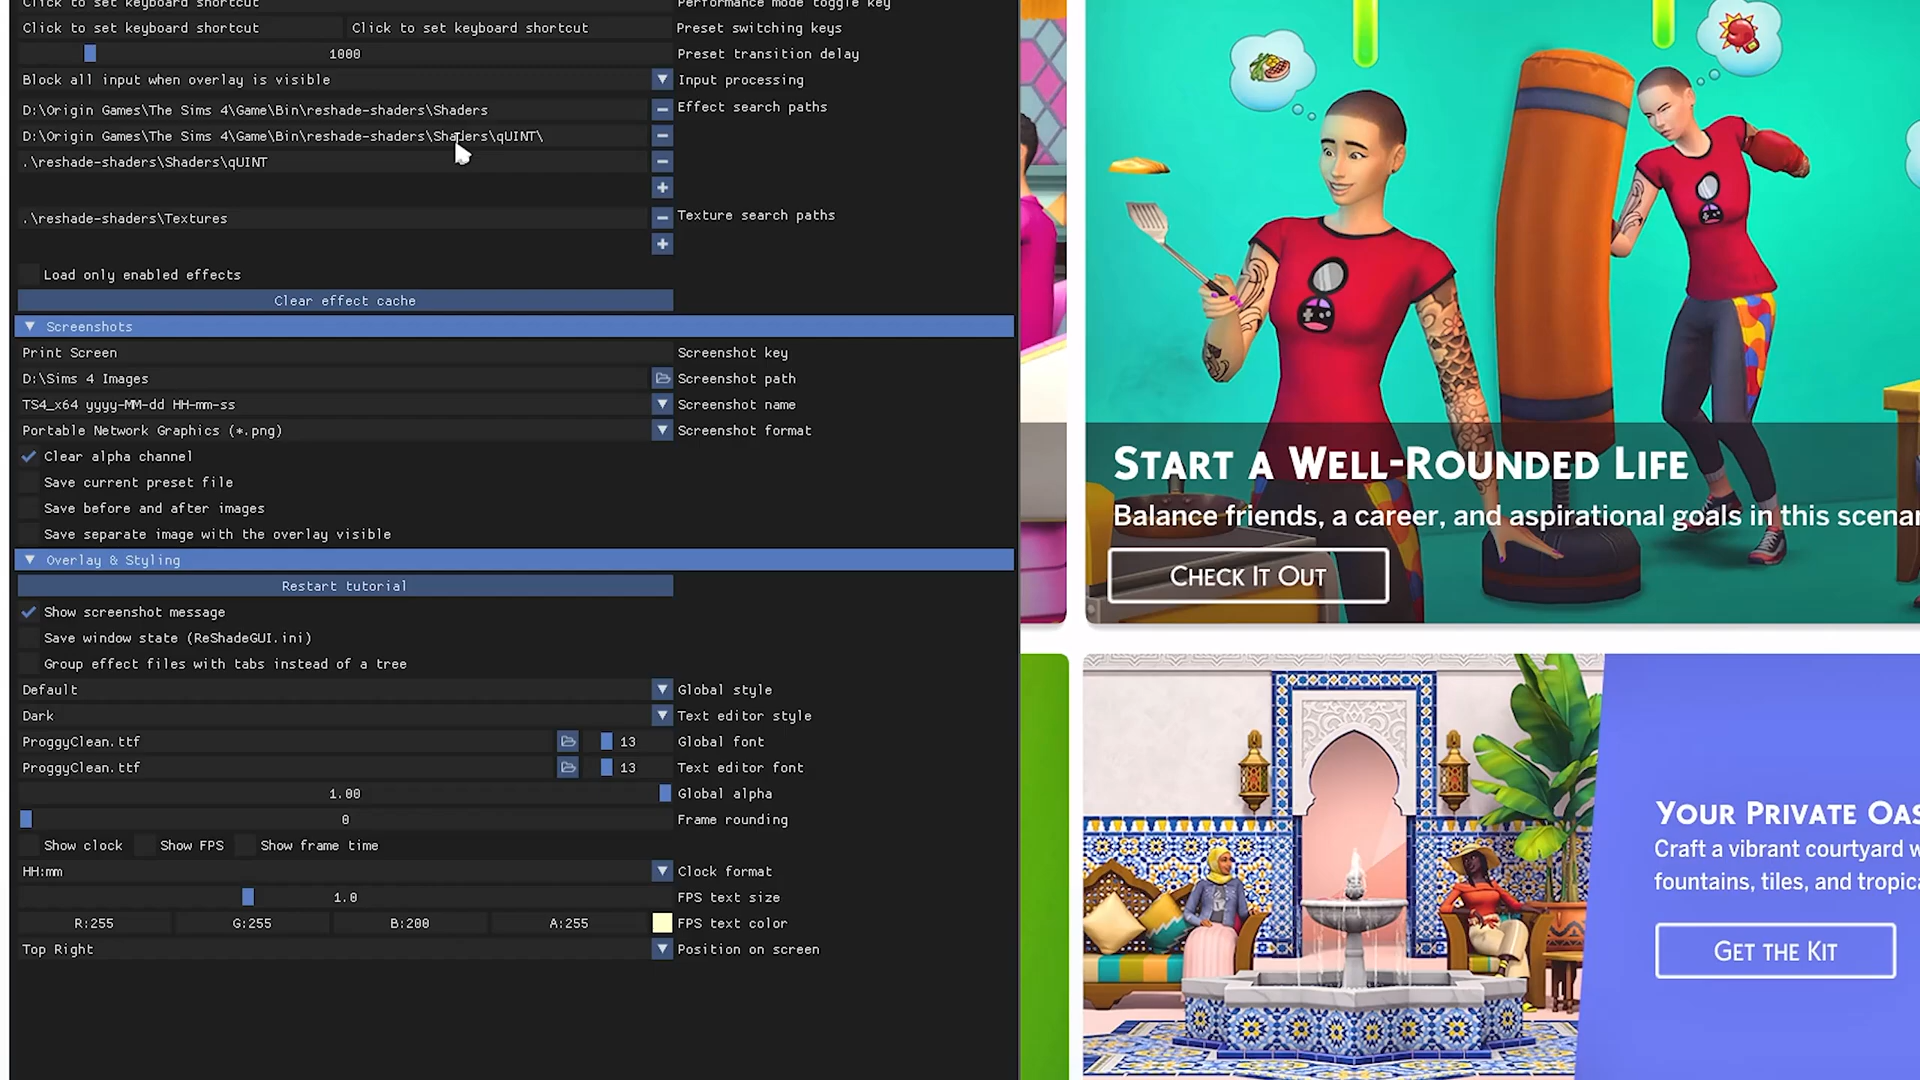 Click to set keyboard shortcut Performance mode toggle key
Click to set keyboard shortcut Click to set keyboard shortcut Preset switching keys
1000 Preset transition delay
Block all input when overlay is visible Input processing
D:\Origin Games\The Sims 4\Game\Bin\reshade-shaders\Shaders Effect search paths
D:\Origin Games\The Sims 4\Game\Bin\reshade-shaders\Shaders\qUINT\
.\reshade-shaders\Shaders\qUINT
.\reshade-shaders\Textures Texture search paths
Load only enabled effects
Clear effect cache
Screenshots
Print Screen Screenshot key
D:\Sims 4 Images Screenshot path
TS4_x64 yyyy-MM-dd HH-mm-ss Screenshot name
Portable Network Graphics (*.png) Screenshot format
Clear alpha channel
Save current preset file
Save before and after images
Save separate image with the overlay visible
Overlay & Styling
Restart tutorial
Show screenshot message
Save window state (ReShadeGUI.ini)
Group effect files with tabs instead of a tree
Default Global style
Dark Text editor style
ProggyClean.ttf 13 Global font
ProggyClean.ttf 13 Text editor font
1.00 Global alpha
0 Frame rounding
Show clock Show FPS Show frame time
HH:mm Clock format
1.0 FPS text size
R:255 G:255 B:200 A:255 FPS text color
Top Right Position on screen
Start a Well-Rounded Life
Balance friends, a career, and aspirational goals in this scenar
Check It Out
Your Private Oas
Craft a vibrant courtyard w
fountains, tiles, and tropica
Get the Kit